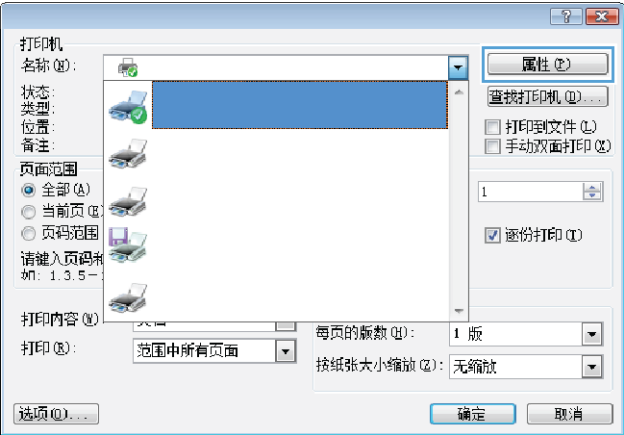 打印机
名称(N):
属性(P)
状态:
类型:
位置:
备注:
查找打印机(D)...
打印到文件(L)
手动双面打印(X)
页面范围
全部(A)
当前页(E)
页码范围
请键入页码和
如: 1.3.5-
1
逐份打印(T)
打印内容(W):
打印(R):
范围中所有页面
每页的版数(H):
1 版
按纸张大小缩放(Z):
无缩放
选项(O)...
确定
取消